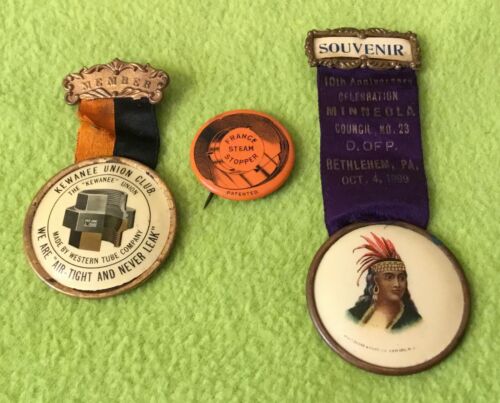 MEMBER
KEWANEE UNION CLUB
THE "KEWANEE" UNION
MADE BY WESTERN TUBE COMPANY
WE ARE "AIR-TIGHT AND NEVER LEAK"
FRANCE
STEAM
STOPPER
PATENTED
SOUVENIR
10th Anniversary
CELEBRATION
MINNEOLA
COUNCIL NO. 23
D. OF P.
BETHLEHEM, PA.
OCT. 4, 1909